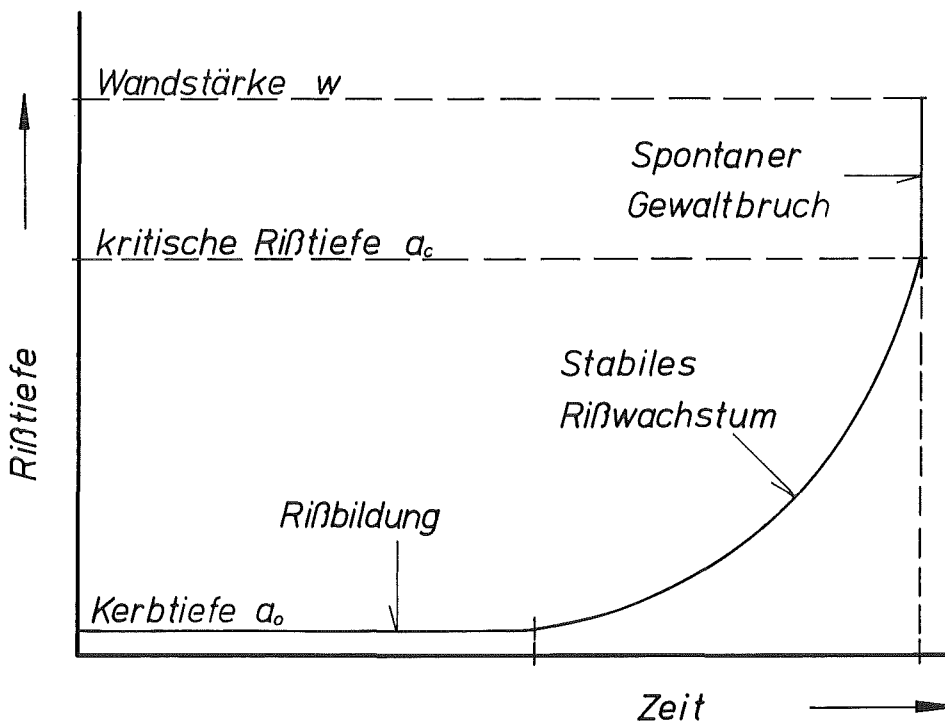 Wandstärke w
Spontaner
Gewaltbruch
kritische Rißtiefe a_c
Stabiles
Rißwachstum
Rißtiefe
Rißbildung
Kerbtiefe a_o
Zeit